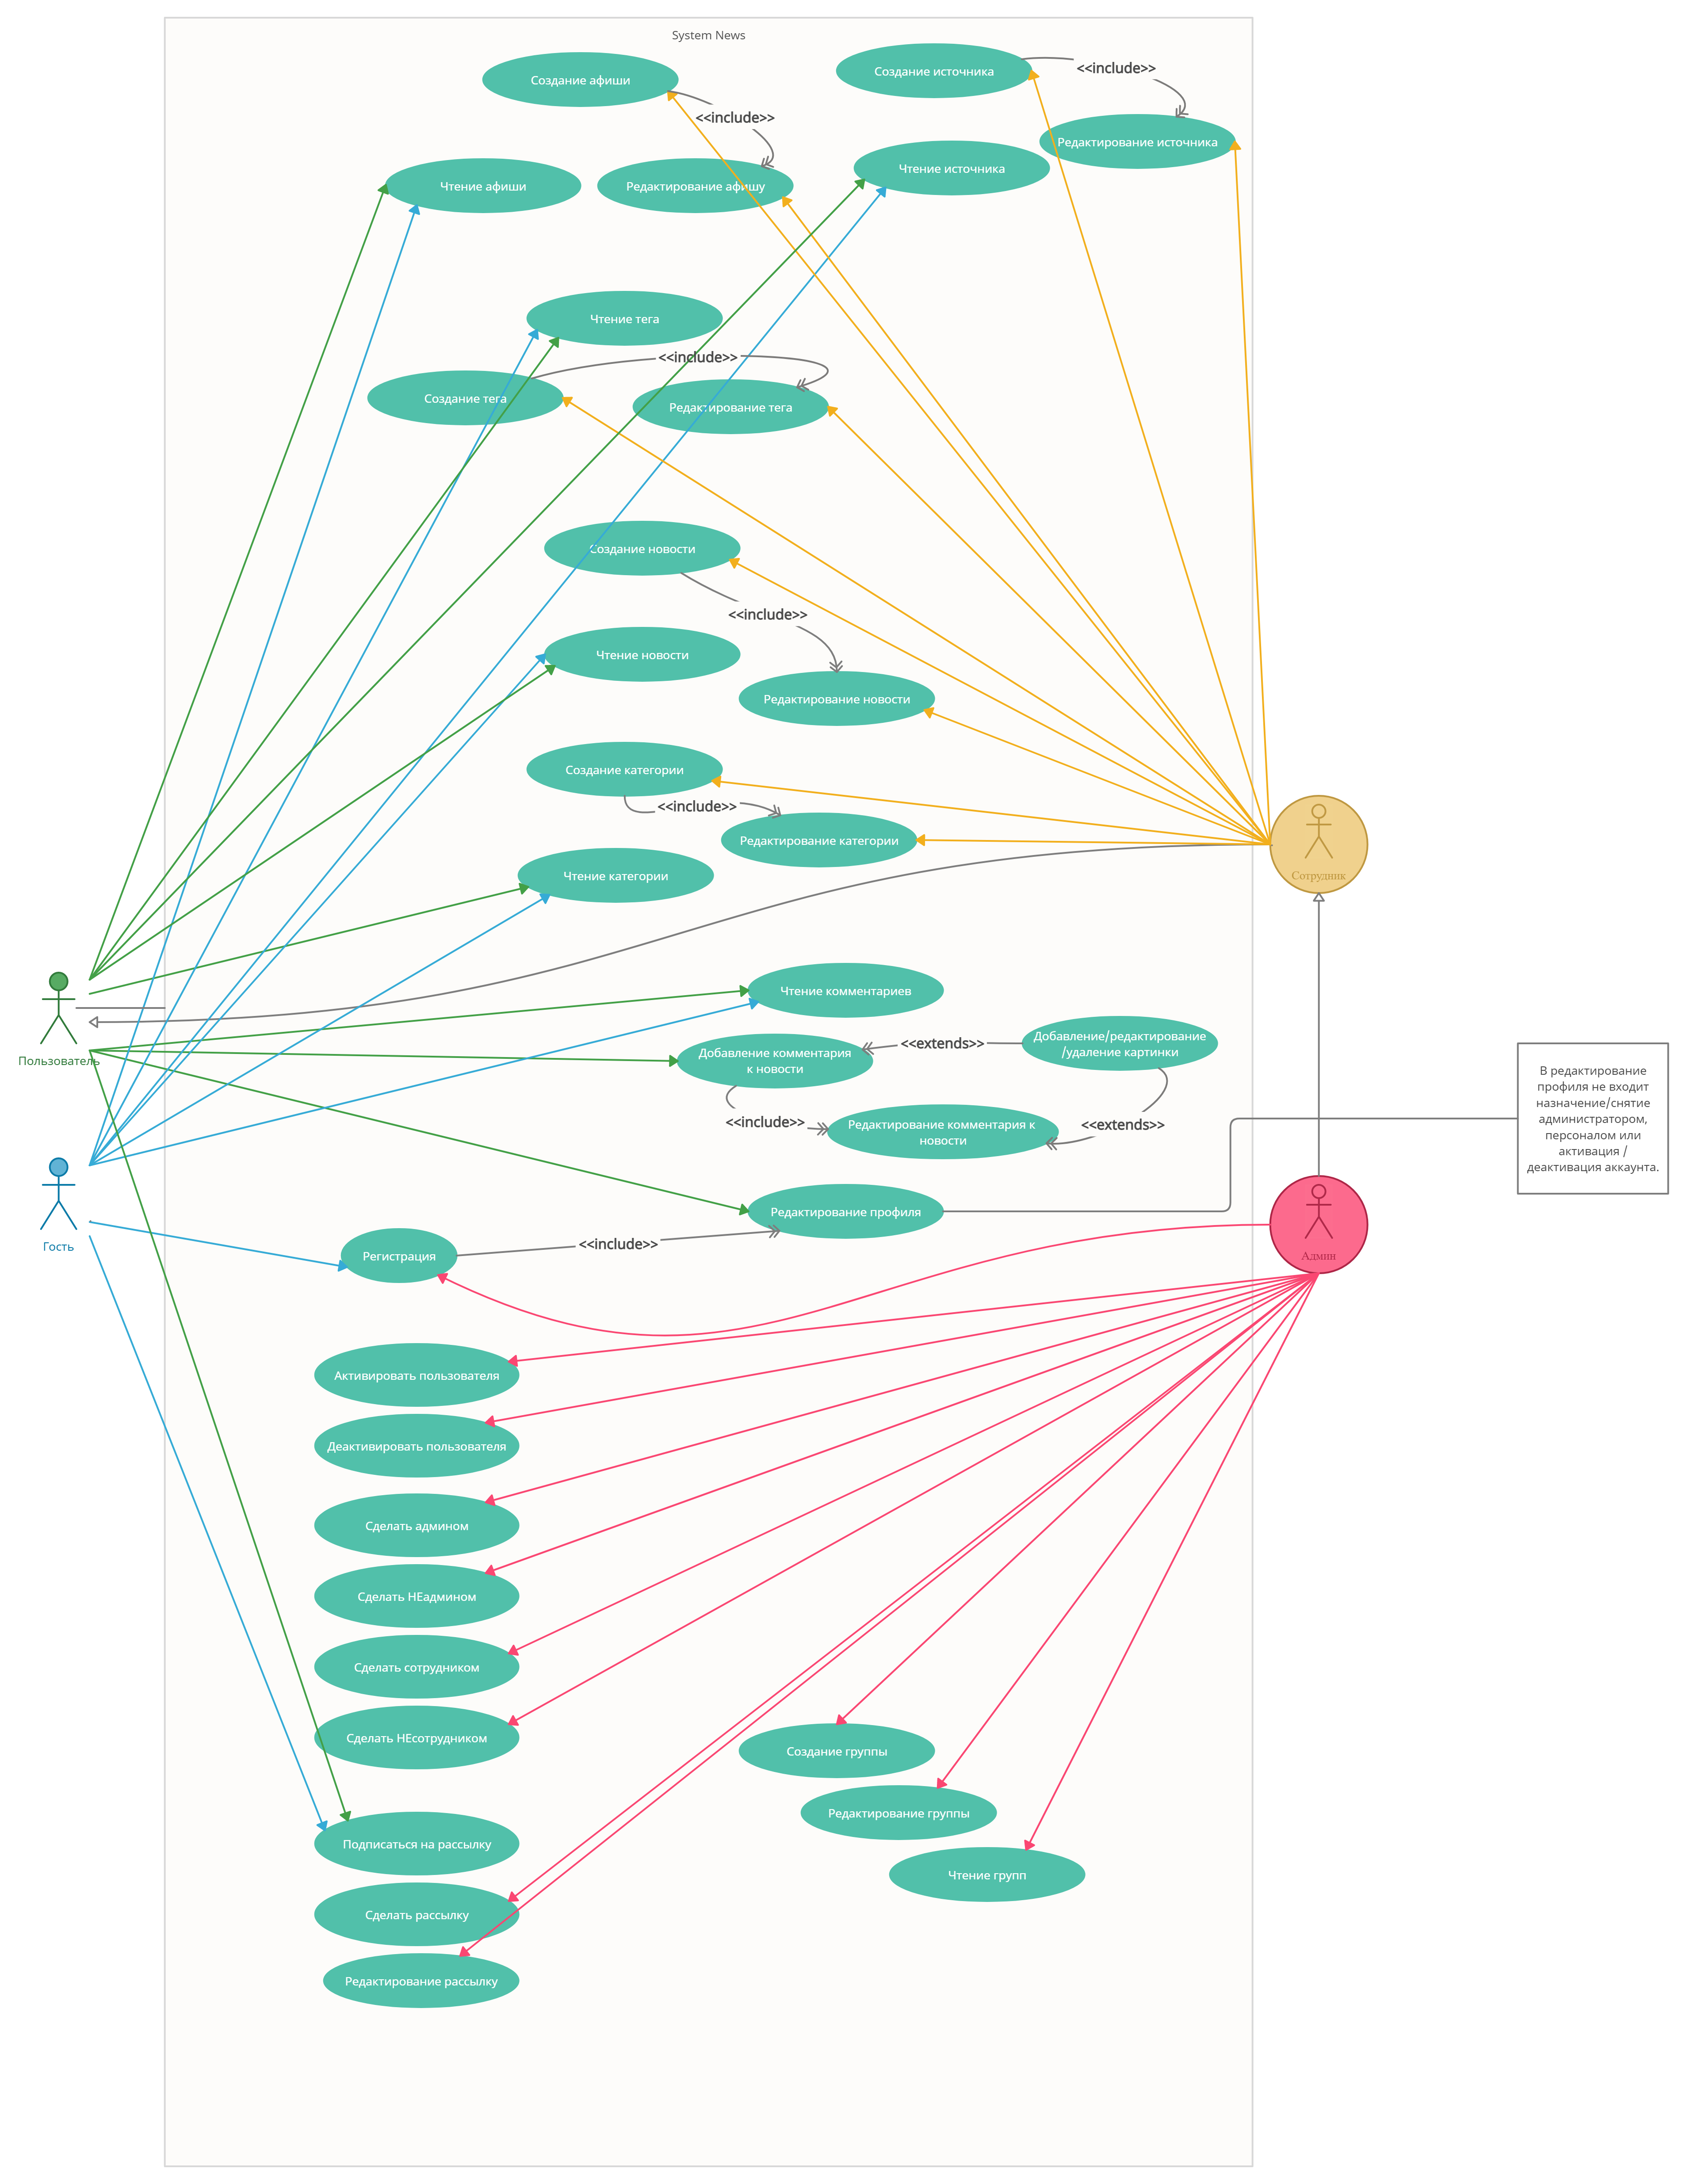 System News
Создание афиши
Создание источника
<<include>>
<<include>>
Редактирование источника
Чтение афиши
Редактирование афишу
Чтение источника
Чтение тега
<<include>>
Создание тега
Редактирование тега
Создание новости
<<include>>
Чтение новости
Редактирование новости
Создание категории
<<include>>
Редактирование категории
Сотрудник
Чтение категории
Чтение комментариев
Пользователь
Добавление комментария
к новости
<<extends>>
Добавление/редактирование
/удаление картинки
<<include>>
Редактирование комментария к
новости
<<extends>>
В редактирование
профиля не входит
назначение/снятие
администратором,
персоналом или
активация /
деактивация аккаунта.
Редактирование профиля
Гость
Регистрация
<<include>>
Админ
Активировать пользователя
Деактивировать пользователя
Сделать админом
Сделать НЕадмином
Сделать сотрудником
Сделать НЕсотрудником
Создание группы
Редактирование группы
Подписаться на рассылку
Чтение групп
Сделать рассылку
Редактирование рассылку